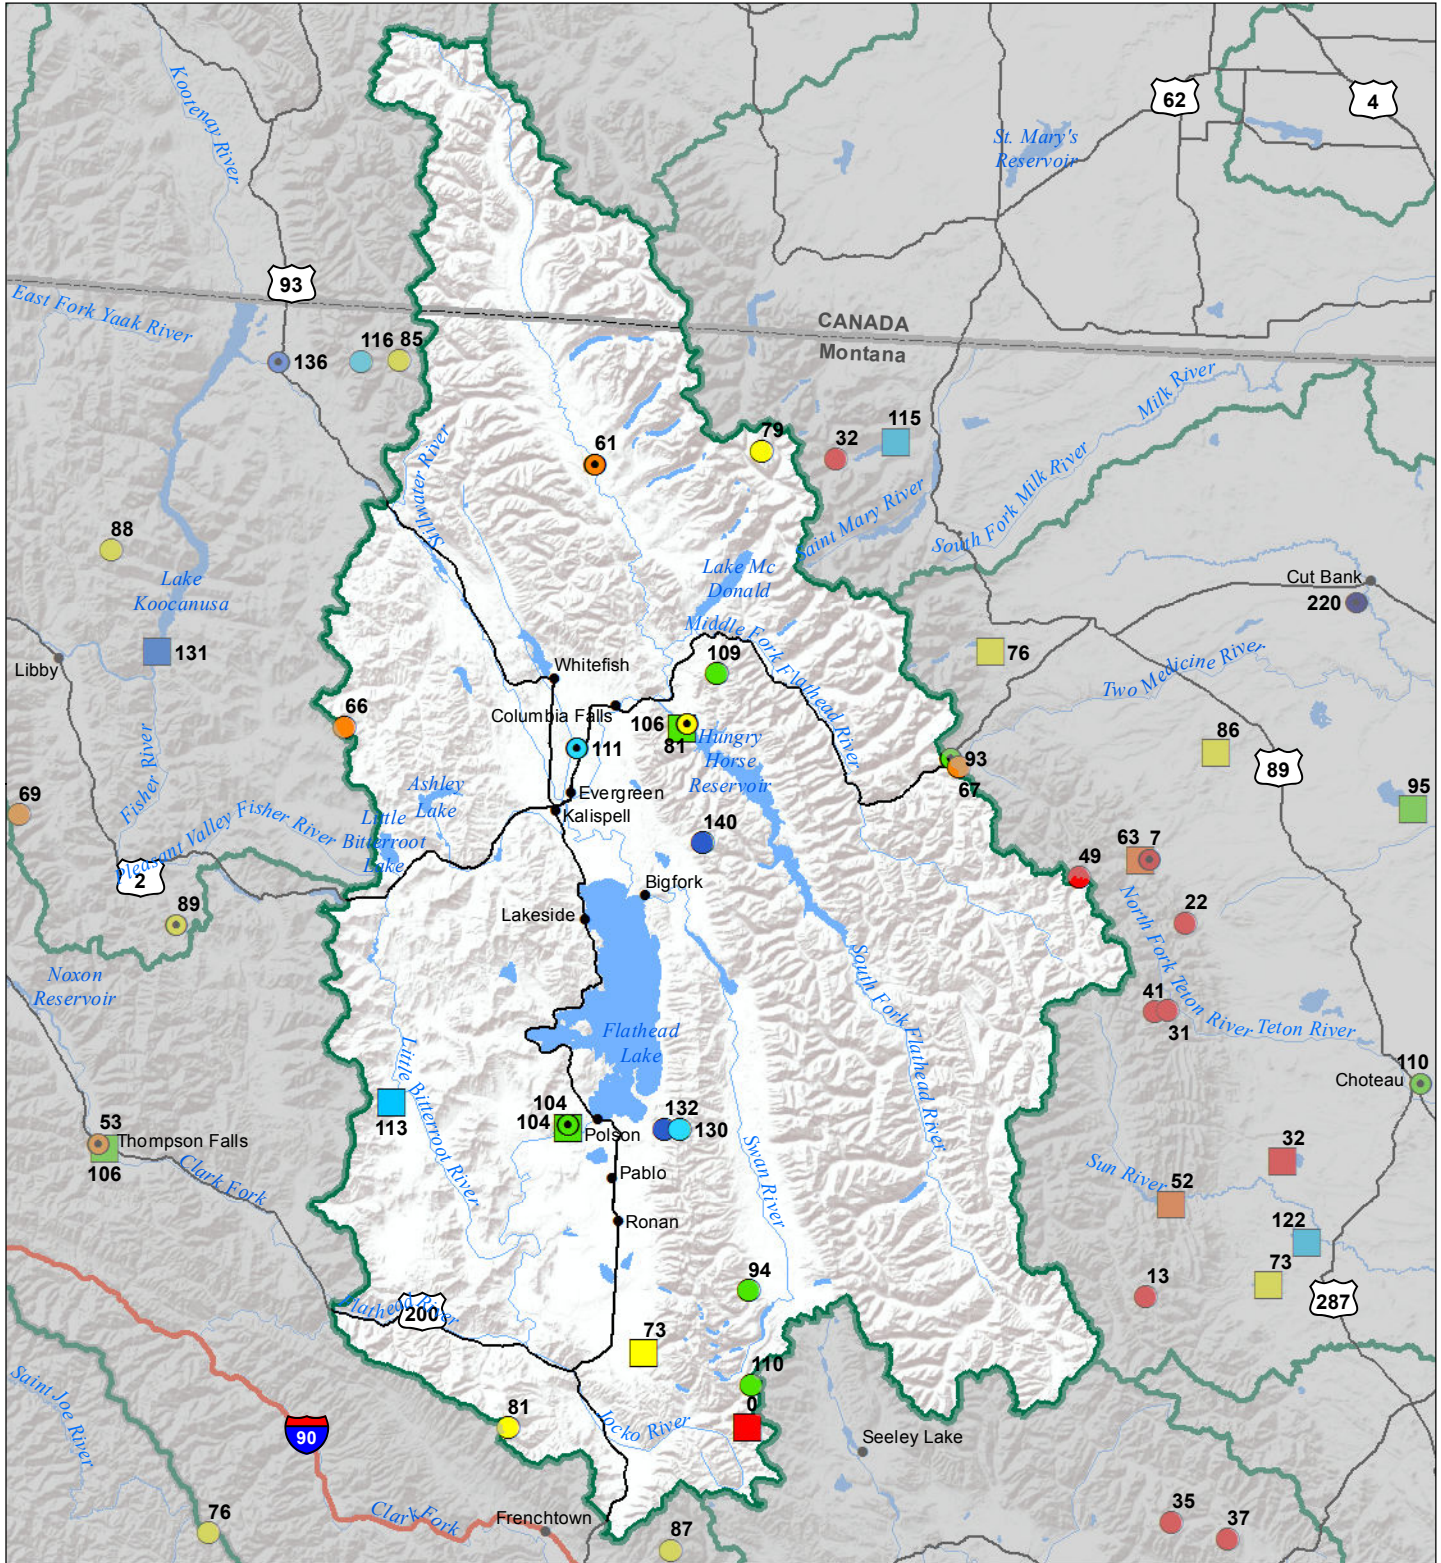 62
4
Kootenay River
St. Mary's
Reservoir
93
East Fork Yaak River
CANADA
Montana
136
116
85
Milk River
79
32
115
61
Stillwater River
South Fork Milk River
Saint Mary River
88
Lake
Koocanusa
Lake Mc
Donald
Cut Bank
220
Middle Fork Flathead River
131
Libby
Whitefish
109
76
Two Medicine River
66
Columbia Falls
106
81
Hungry
Horse
Reservoir
111
86
89
93
67
95
Fisher River
Ashley
Lake
Evergreen
Kalispell
69
Little
Bitterroot
Lake
Pleasant Valley Fisher River
2
140
63
7
49
Bigfork
89
Lakeside
22
North Fork Teton River
Noxon
Reservoir
South Fork Flathead River
41
31
Teton River
Flathead
Lake
Little Bitterroot River
110
Choteau
113
104
104
Polson
132
130
53
Thompson Falls
106
Clark Fork
Swan River
32
Sun River
52
Pablo
Ronan
122
73
13
287
94
Flathead River
200
73
110
0
Saint Joe River
81
Jocko River
90
Seeley Lake
76
Clark Fork
Frenchtown
87
35
37